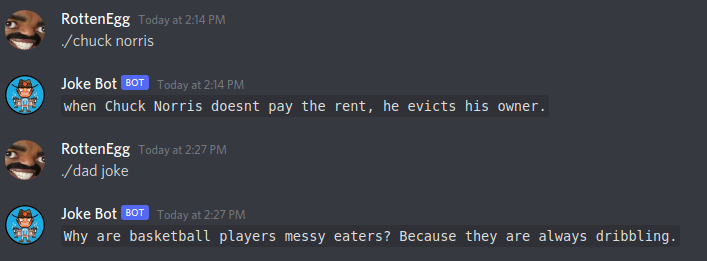 RottenEgg Today at 2:14 PM
./chuck norris
Joke Bot BOT Today at 2:14 PM
when Chuck Norris doesnt pay the rent, he evicts his owner.
RottenEgg Today at 2:27 PM
./dad joke
Joke Bot BOT Today at 2:27 PM
Why are basketball players messy eaters? Because they are always dribbling.